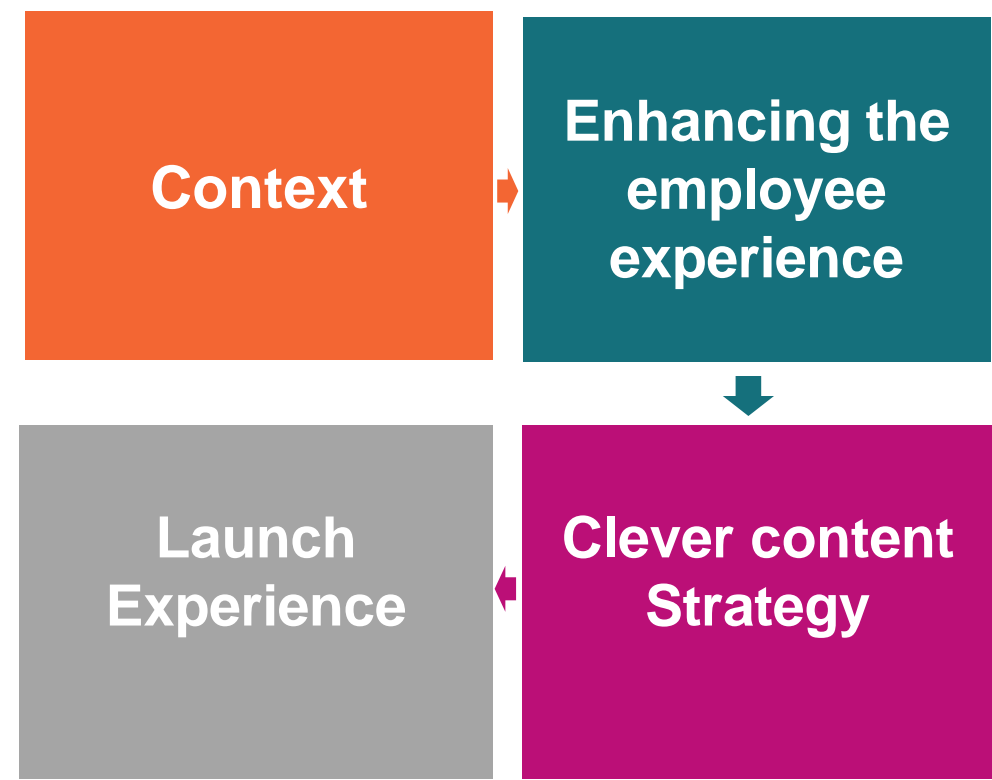 Context
Enhancing the
employee
experience
Clever content
Strategy
Launch
Experience